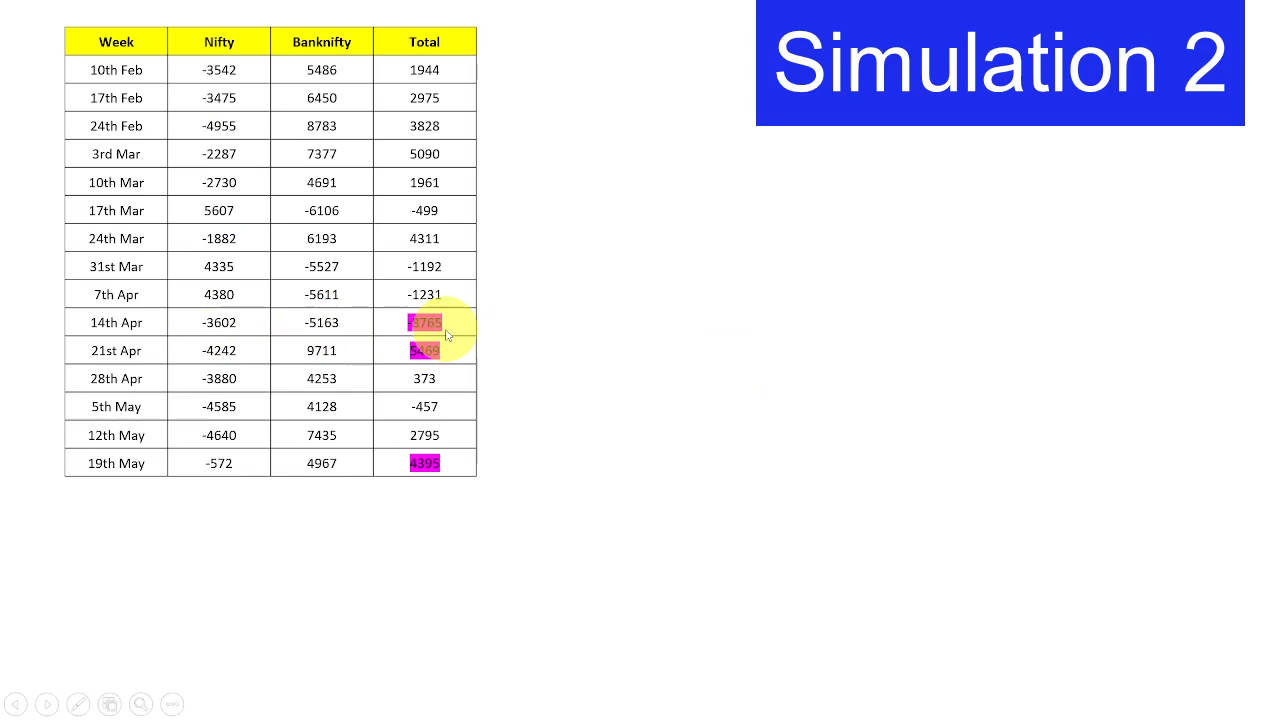 Simulation 2
Week Nifty Banknifty Total
10th Feb -3542 5486 1944
17th Feb -3475 6450 2975
24th Feb -4955 8783 3828
3rd Mar -2287 7377 5090
10th Mar -2730 4691 1961
17th Mar 5607 -6106 -499
24th Mar -1882 6193 4311
31st Mar 4335 -5527 -1192
7th Apr 4380 -5611 -1231
14th Apr -3602 -5163 -3765
21st Apr -4242 9711 5469
28th Apr -3880 4253 373
5th May -4585 4128 -457
12th May -4640 7435 2795
19th May -572 4967 4395